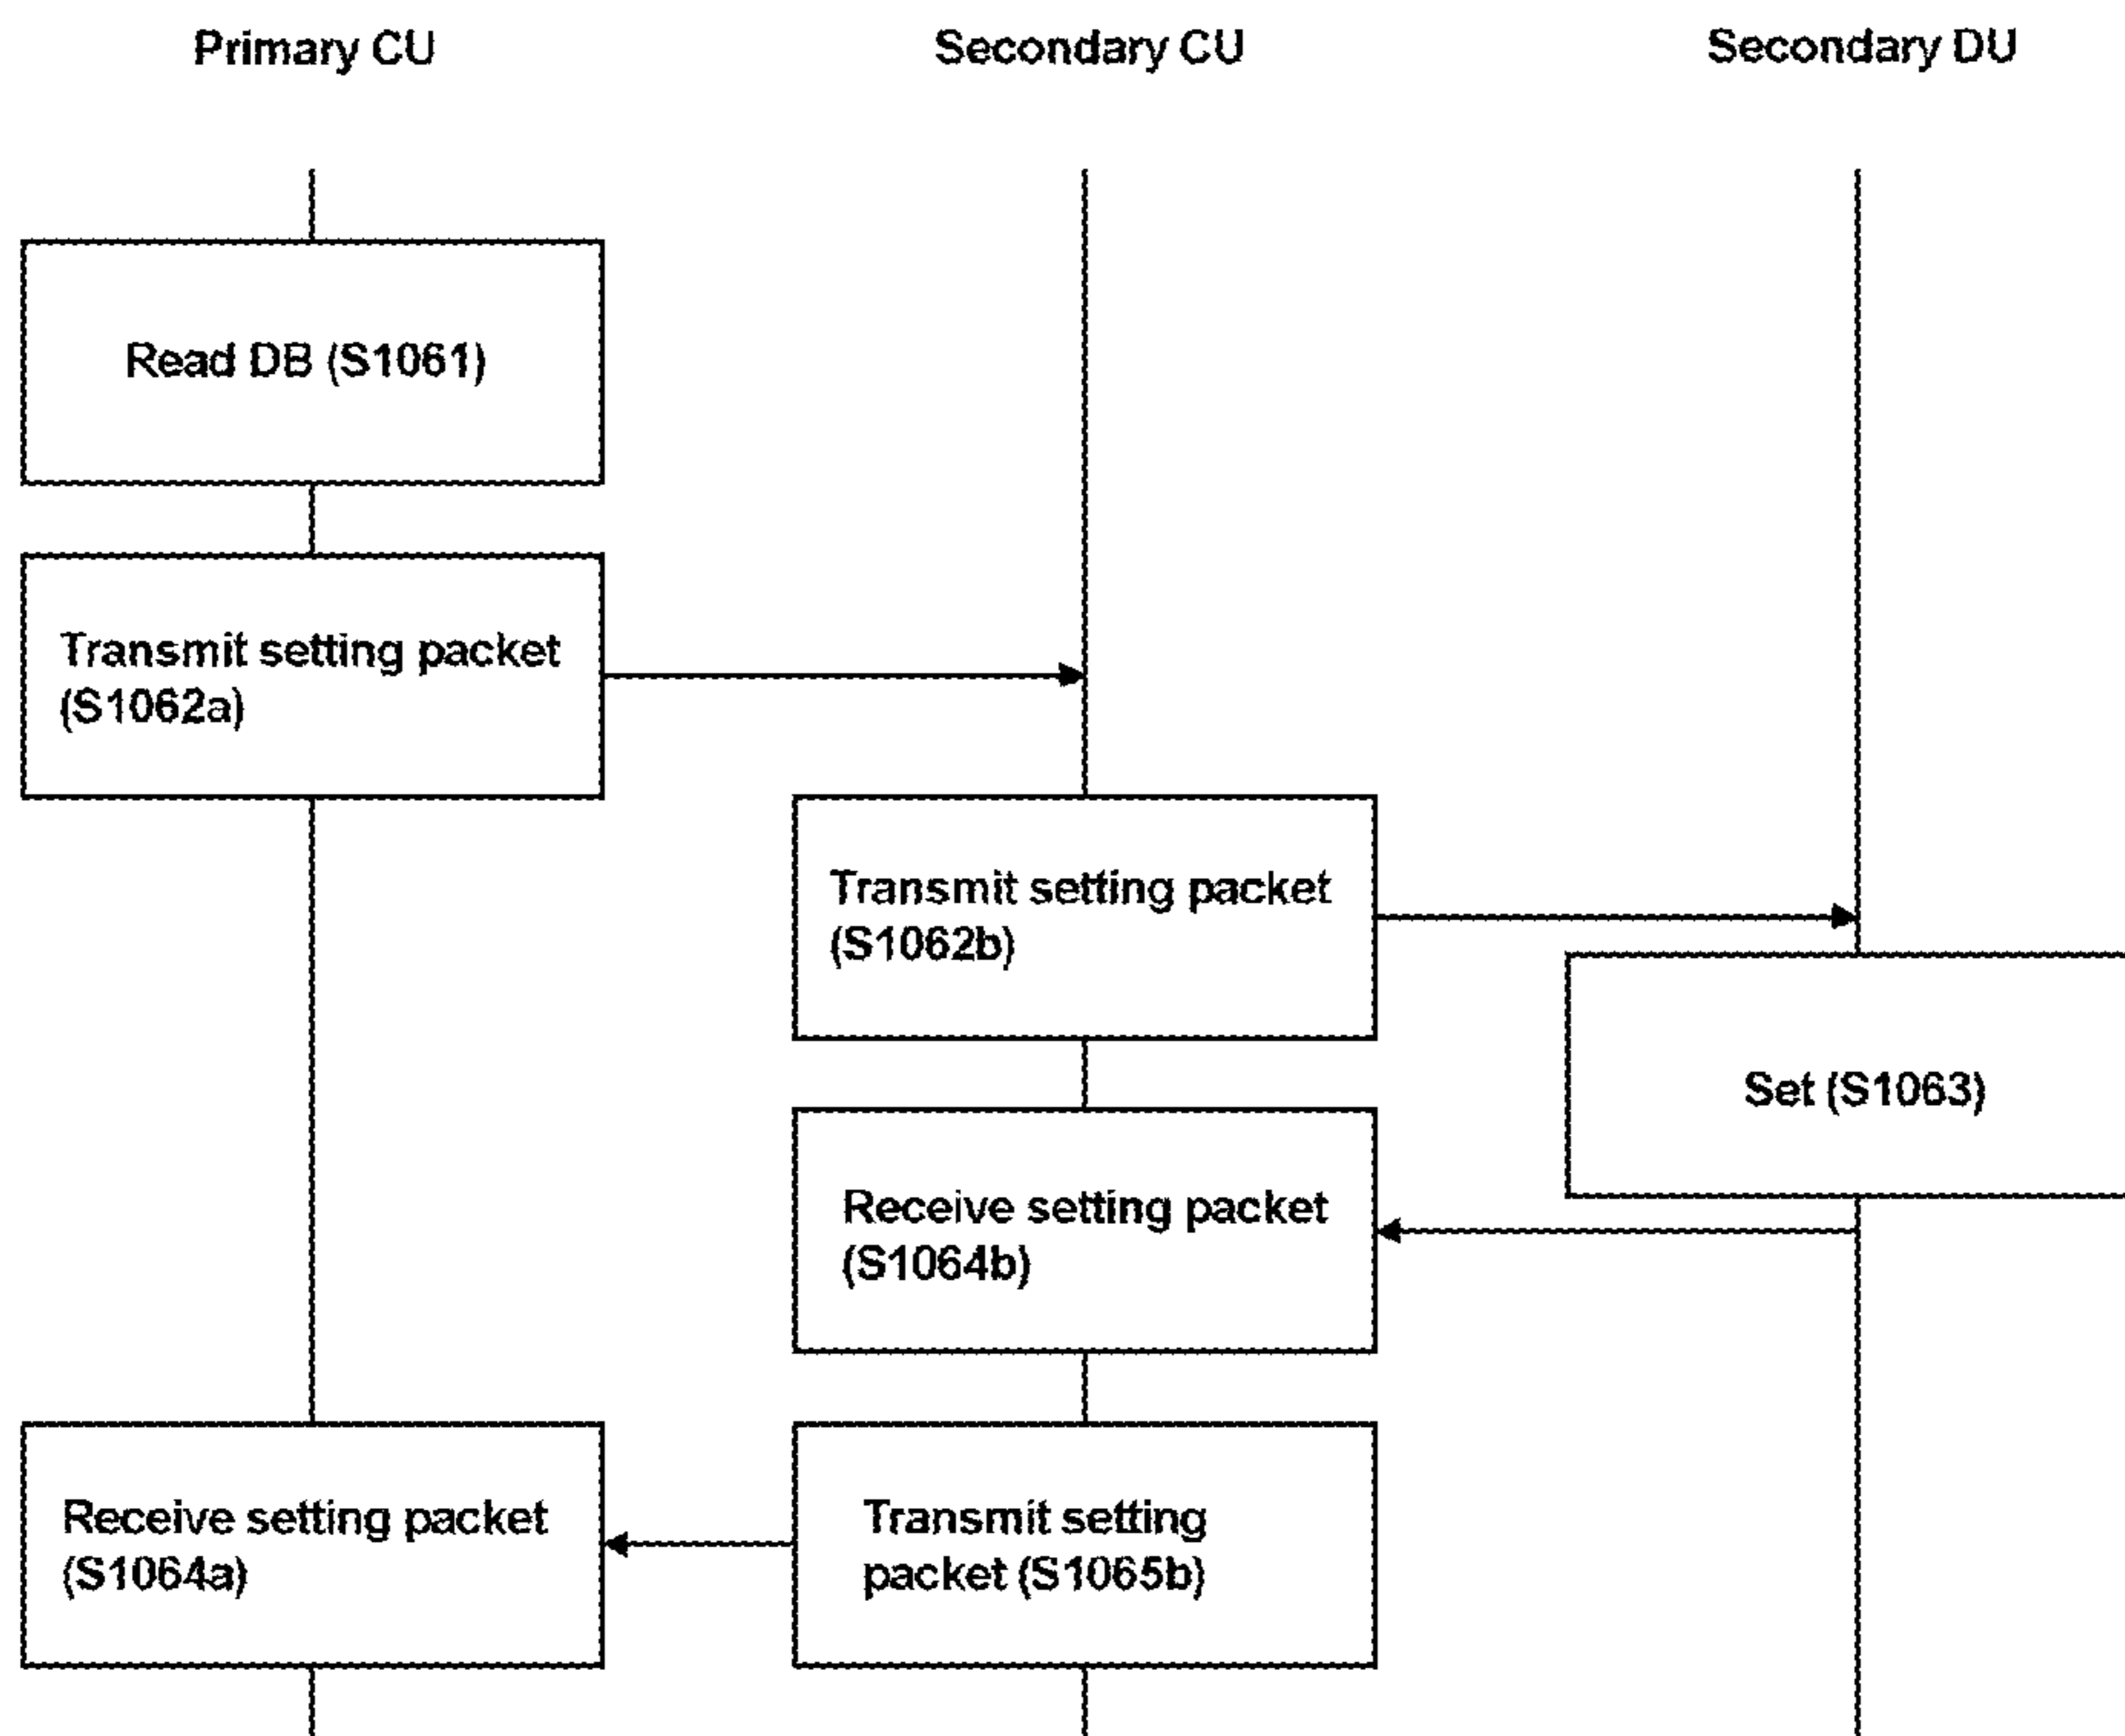 Primary CU
Secondary CU
Secondary DU
Read DB (S1061)
Transmit setting packet
(S1062a)
Transmit setting packet
(S1062b)
Set (S1063)
Receive setting packet
(S1064b)
Receive setting packet
(S1064a)
Transmit setting
packet (S1065b)